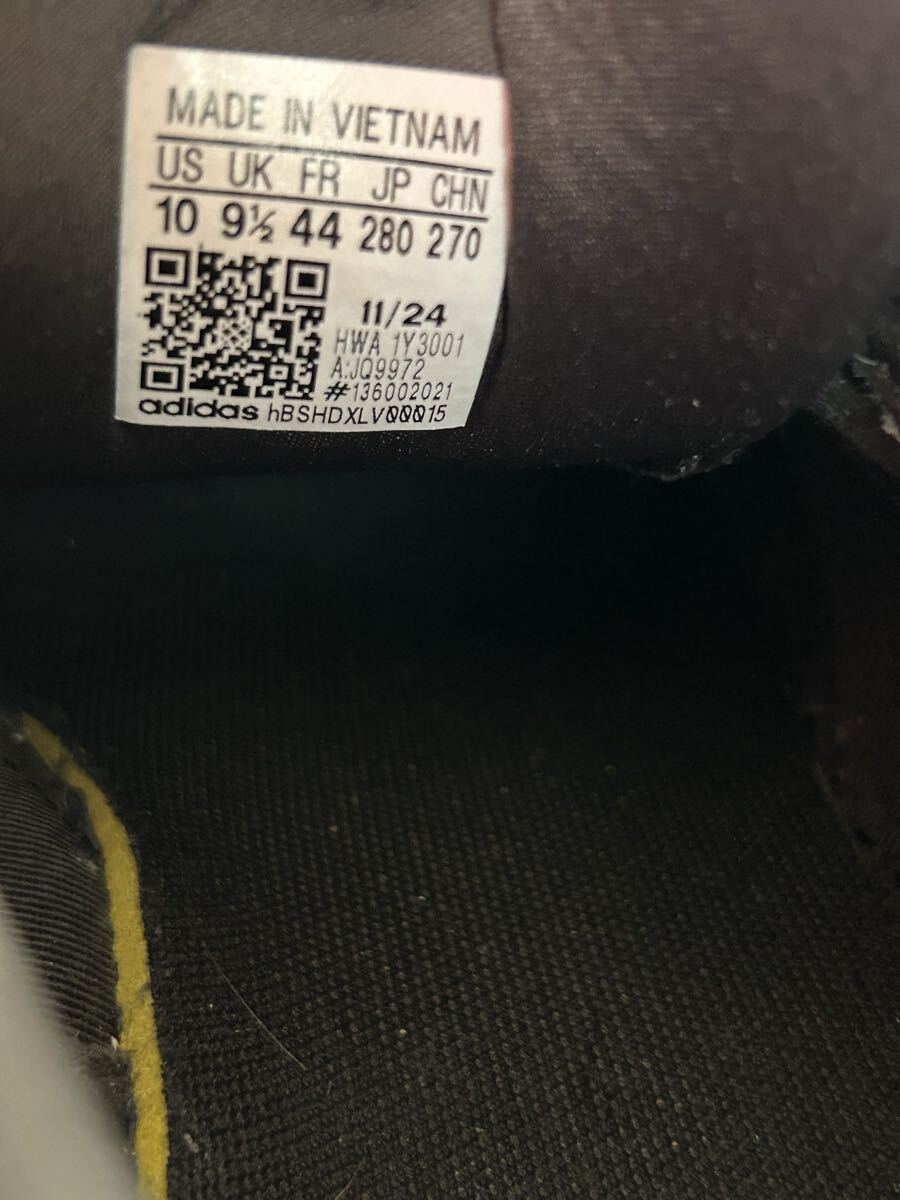 MADE IN VIETNAM
US UK FR JP CHN
10 9½ 44 280 270
11/24
HWA 1Y3001
A:JQ9972
#136002021
adidas hBSHDXLV00015